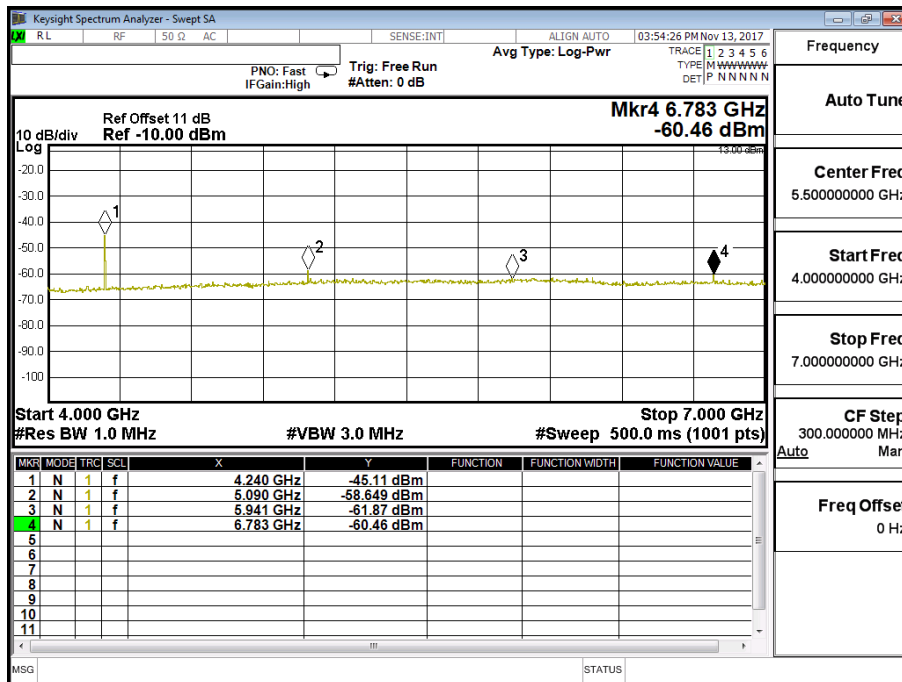 Keysight Spectrum Analyzer - Swept SA
LXI RL RF 50 Ω AC SENSE:INT ALIGN AUTO 03:54:26 PM Nov 13, 2017
Frequency
Avg Type: Log-Pwr
TRACE 1 2 3 4 5 6
TYPE M WWWWW
DET P N N N N N
PNO: Fast
IFGain:High
Trig: Free Run
#Atten: 0 dB
Mkr4 6.783 GHz
-60.46 dBm
Ref Offset 11 dB
Ref -10.00 dBm
10 dB/div
Log
-13.00 dBm
-20.0
-30.0
-40.0
-50.0
-60.0
-70.0
-80.0
-90.0
-100
1
2
3
4
Start 4.000 GHz
Stop 7.000 GHz
#Res BW 1.0 MHz
#VBW 3.0 MHz
#Sweep 500.0 ms (1001 pts)
MKR MODE TRC SCL X Y FUNCTION FUNCTION WIDTH FUNCTION VALUE
1 N 1 f 4.240 GHz -45.11 dBm
2 N 1 f 5.090 GHz -58.649 dBm
3 N 1 f 5.941 GHz -61.87 dBm
4 N 1 f 6.783 GHz -60.46 dBm
5
6
7
8
9
10
11
MSG
STATUS
Auto Tune
Center Freq
5.500000000 GHz
Start Freq
4.000000000 GHz
Stop Freq
7.000000000 GHz
CF Step
300.000000 MHz
Auto Man
Freq Offset
0 Hz